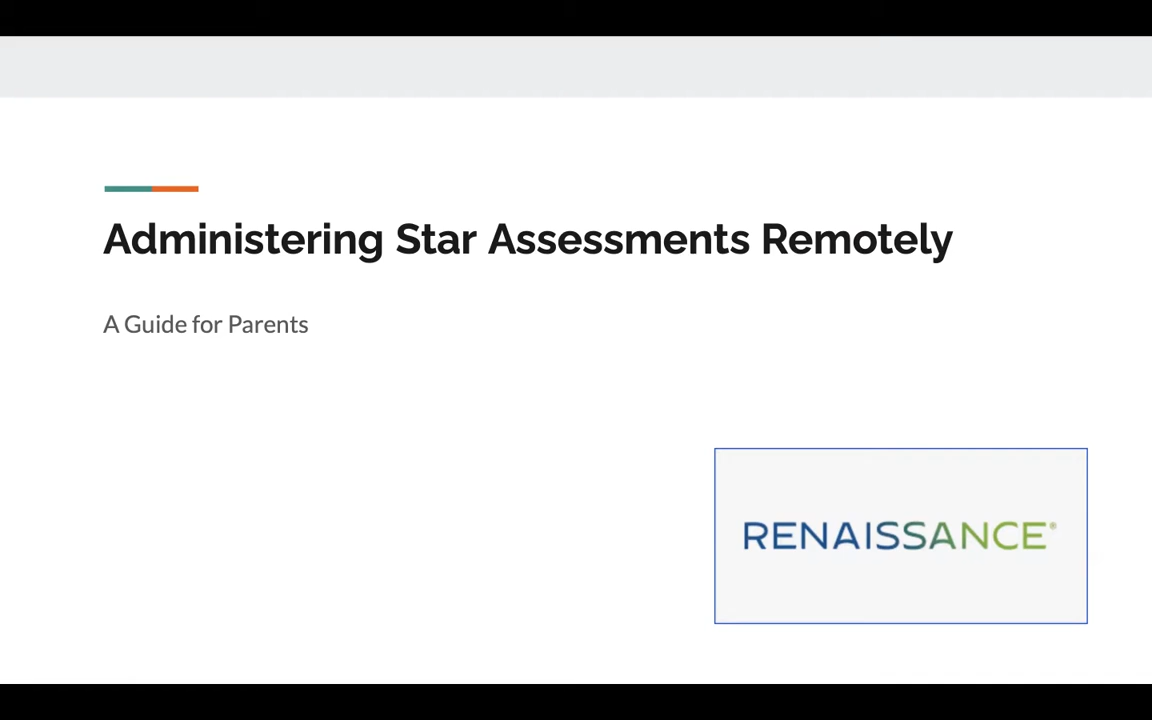 Administering Star Assessments Remotely
A Guide for Parents
RENAISSANCE®